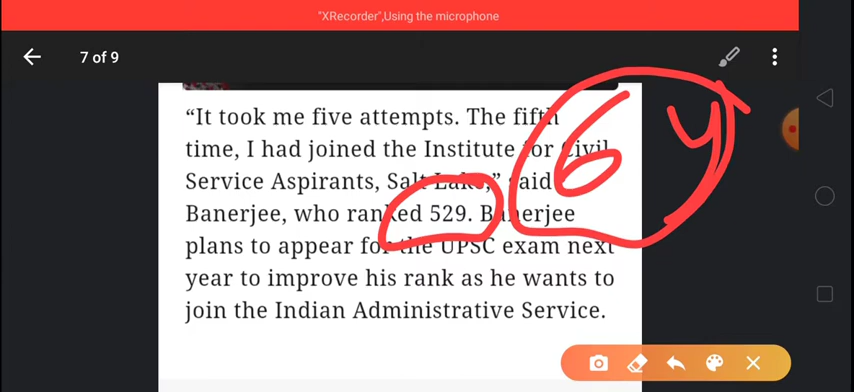 "XRecorder",Using the microphone
7 of 9
“It took me five attempts. The fifth
time, I had joined the Institute for Civil
Service Aspirants, Salt Lake,” said
Banerjee, who ranked 529. Banerjee
plans to appear for the UPSC exam next
year to improve his rank as he wants to
join the Indian Administrative Service.
6 y